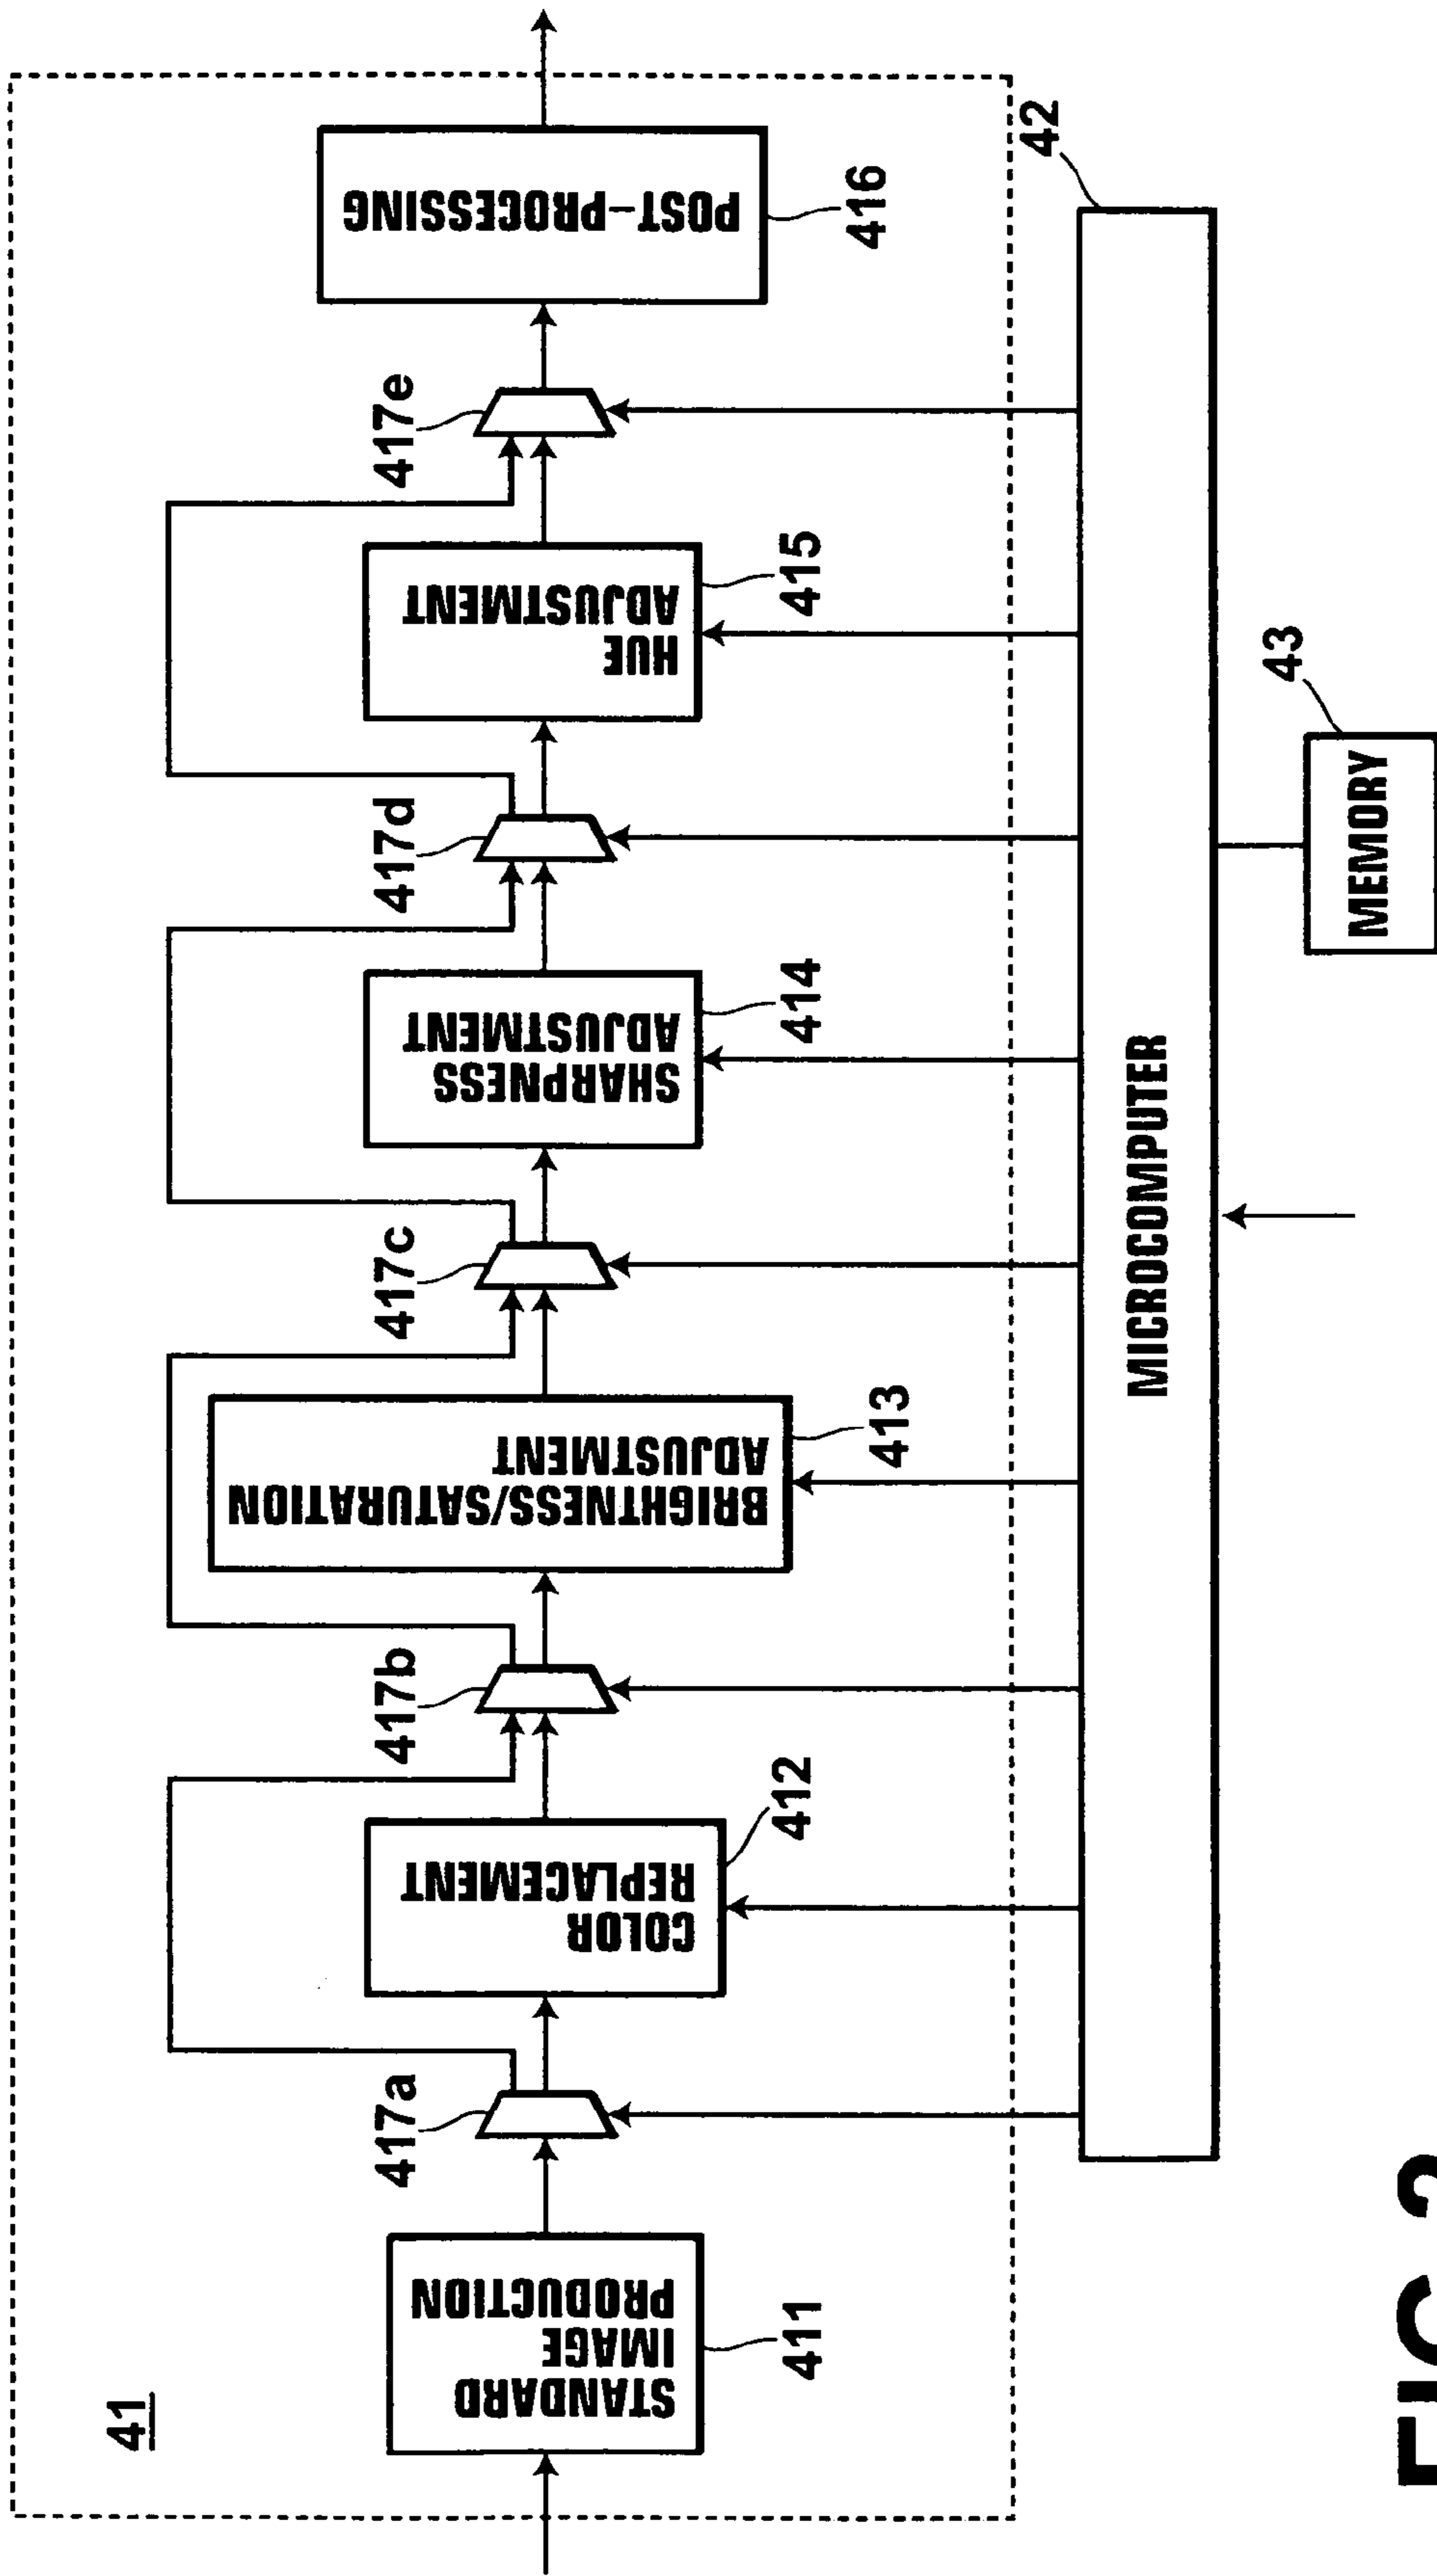 41
STANDARD
IMAGE
PRODUCTION
411
417a
COLOR
REPLACEMENT
412
417b
BRIGHTNESS/SATURATION
ADJUSTMENT
413
417c
SHARPNESS
ADJUSTMENT
414
417d
HUE
ADJUSTMENT
415
417e
POST-PROCESSING
416
MICROCOMPUTER
42
MEMORY
43